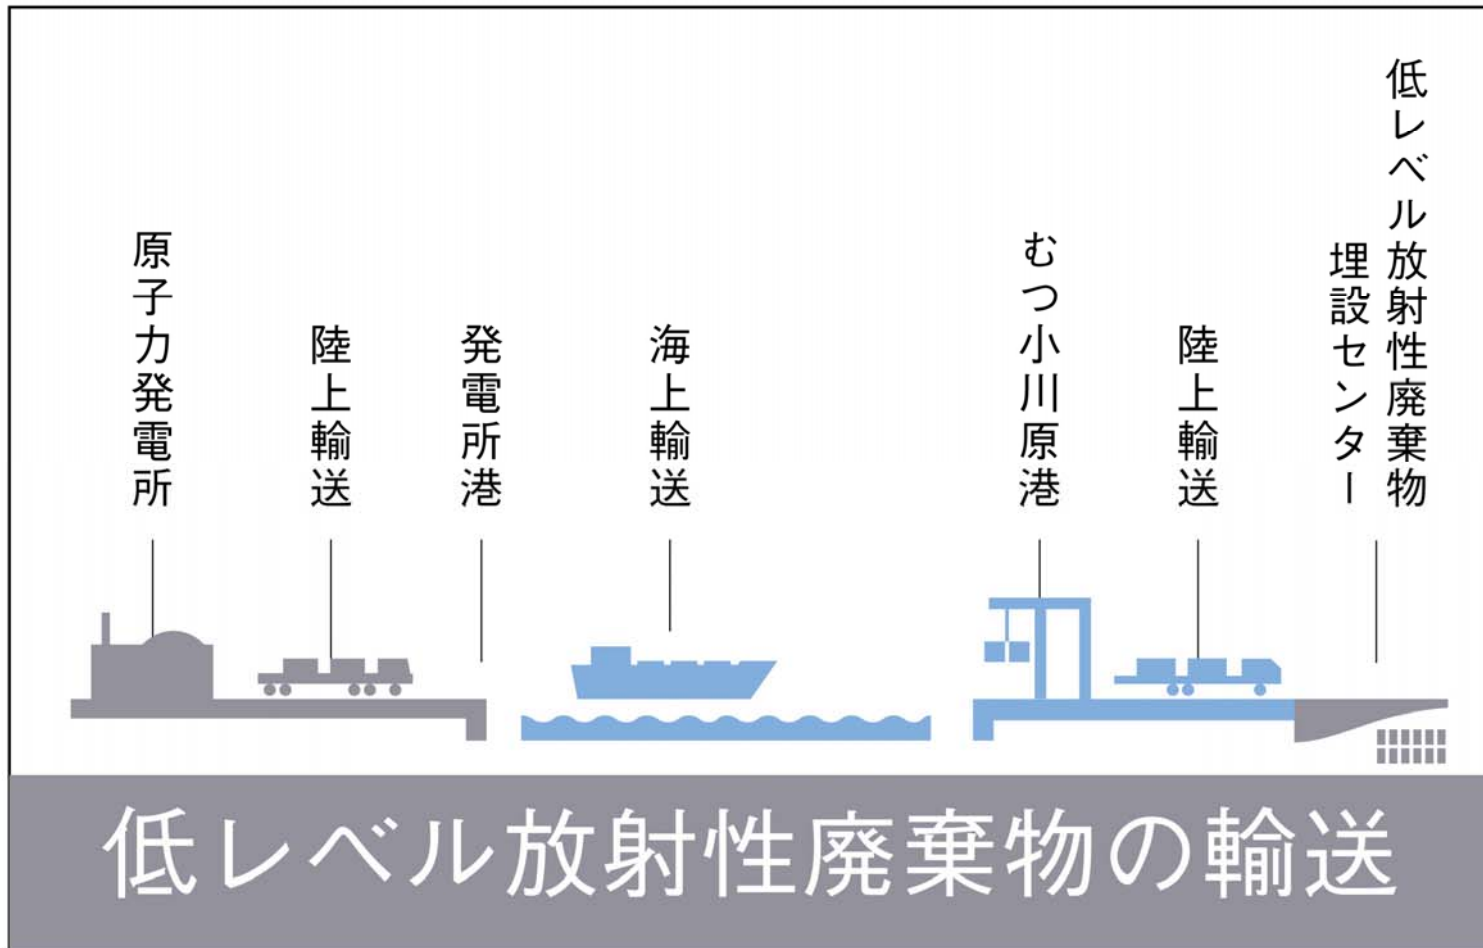 原子力発電所
陸上輸送
発電所港
海上輸送
むつ小川原港
陸上輸送
低レベル放射性廃棄物
埋設センター
低レベル放射性廃棄物の輸送